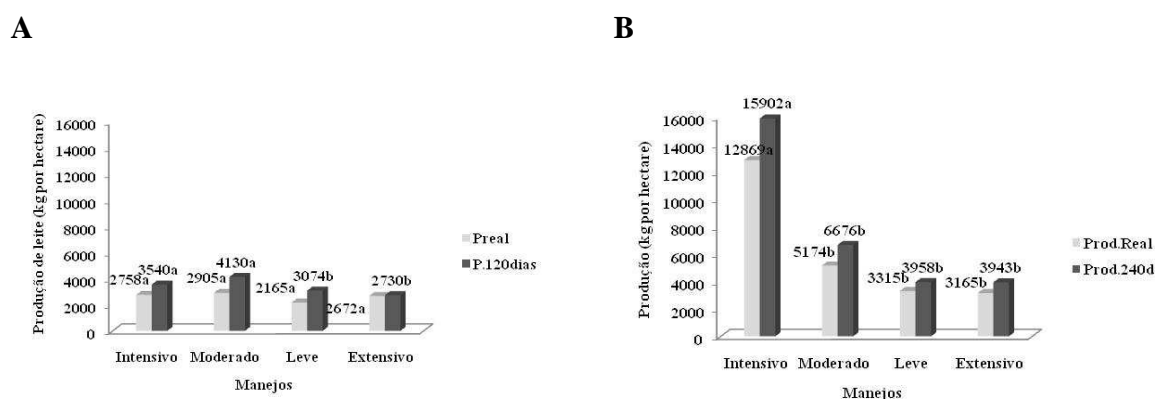 A
B
Produção de leite (kg por hectare)
16000
14000
12000
10000
8000
6000
4000
2000
0
2758a
3540a
2905a
4130a
2165a
3074b
2672a
2730b
Intensivo Moderado Leve Extensivo
Manejos
Preal
P.120dias
Produção (kg por hectare)
16000
14000
12000
10000
8000
6000
4000
2000
0
12869a
15902a
5174b
6676b
3315b
3958b
3165b
3943b
Intensivo Moderado Leve Extensivo
Manejos
Prod.Real
Prod.240d